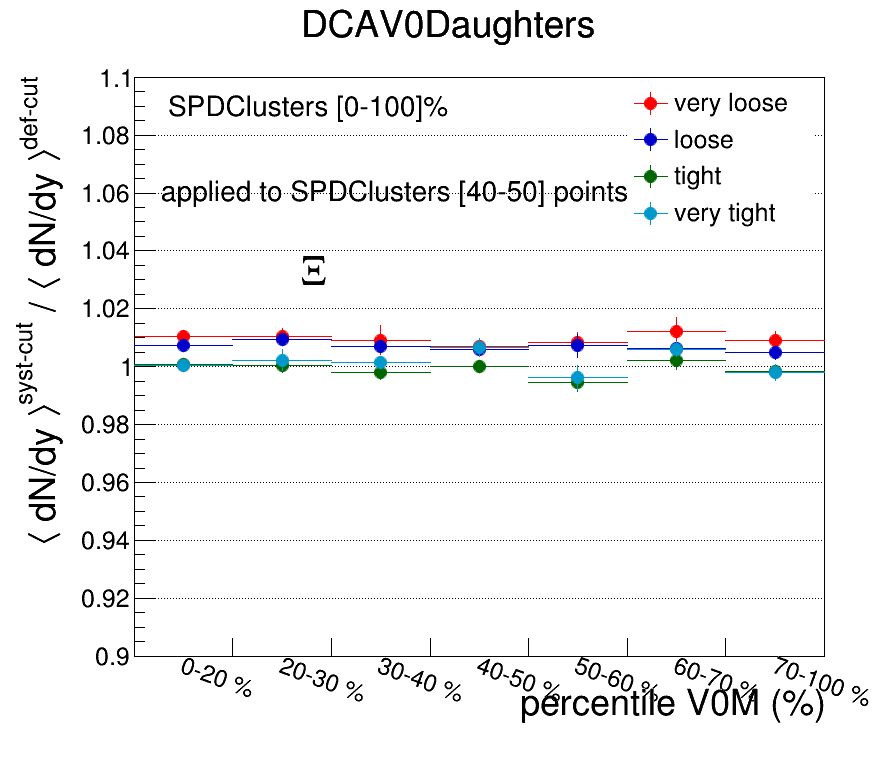 DCAV0Daughters
⟨ dN/dy ⟩^syst-cut / ⟨ dN/dy ⟩^def-cut
1.1
1.08
1.06
1.04
1.02
1
0.98
0.96
0.94
0.92
0.9
SPDClusters [0-100]%
applied to SPDClusters [40-50] points
Ξ
very loose
loose
tight
very tight
0-20 %
20-30 %
30-40 %
40-50 %
50-60 %
60-70 %
70-100 %
percentile V0M (%)